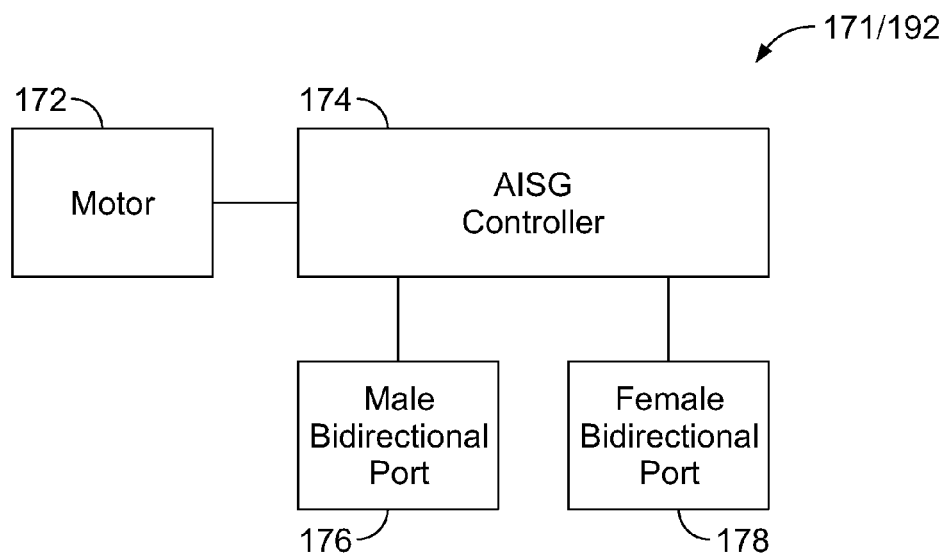 171/192
172
174
Motor
AISG
Controller
Male
Bidirectional
Port
Female
Bidirectional
Port
176
178